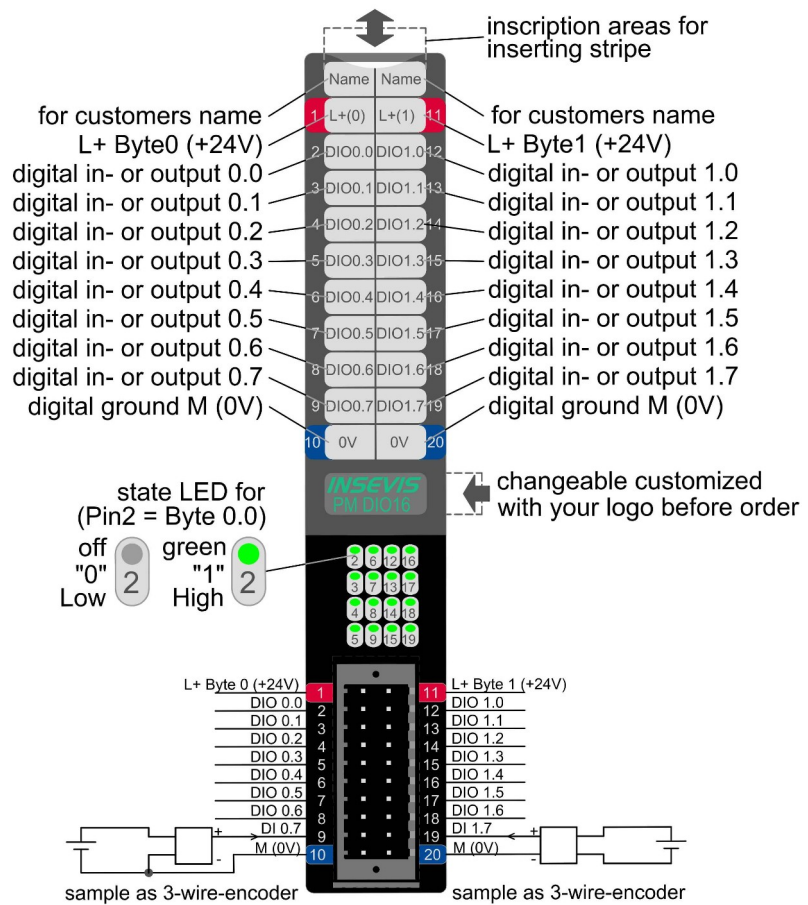 inscription areas for
inserting stripe
Name Name
for customers name
for customers name
1 L+(0) L+(1) 11
L+ Byte0 (+24V)
L+ Byte1 (+24V)
2 DIO0.0 DIO1.0 12
digital in- or output 0.0
digital in- or output 1.0
3 DIO0.1 DIO1.1 13
digital in- or output 0.1
digital in- or output 1.1
4 DIO0.2 DIO1.2 14
digital in- or output 0.2
digital in- or output 1.2
5 DIO0.3 DIO1.3 15
digital in- or output 0.3
digital in- or output 1.3
6 DIO0.4 DIO1.4 16
digital in- or output 0.4
digital in- or output 1.4
7 DIO0.5 DIO1.5 17
digital in- or output 0.5
digital in- or output 1.5
8 DIO0.6 DIO1.6 18
digital in- or output 0.6
digital in- or output 1.6
9 DIO0.7 DIO1.7 19
digital in- or output 0.7
digital in- or output 1.7
digital ground M (0V)
digital ground M (0V)
10 0V 0V 20
INSEVIS
PM DIO16
changeable customized
with your logo before order
state LED for
(Pin2 = Byte 0.0)
off
"0"
Low
2
green
"1"
High
2
2 6 12 16
3 7 13 17
4 8 14 18
5 9 15 19
L+ Byte 0 (+24V) 1 11 L+ Byte 1 (+24V)
DIO 0.0 2 12 DIO 1.0
DIO 0.1 3 13 DIO 1.1
DIO 0.2 4 14 DIO 1.2
DIO 0.3 5 15 DIO 1.3
DIO 0.4 6 16 DIO 1.4
DIO 0.5 7 17 DIO 1.5
DIO 0.6 8 18 DIO 1.6
+ DI 0.7 9 19 DI 1.7 +
- M (0V) 10 20 M (0V) -
sample as 3-wire-encoder
sample as 3-wire-encoder